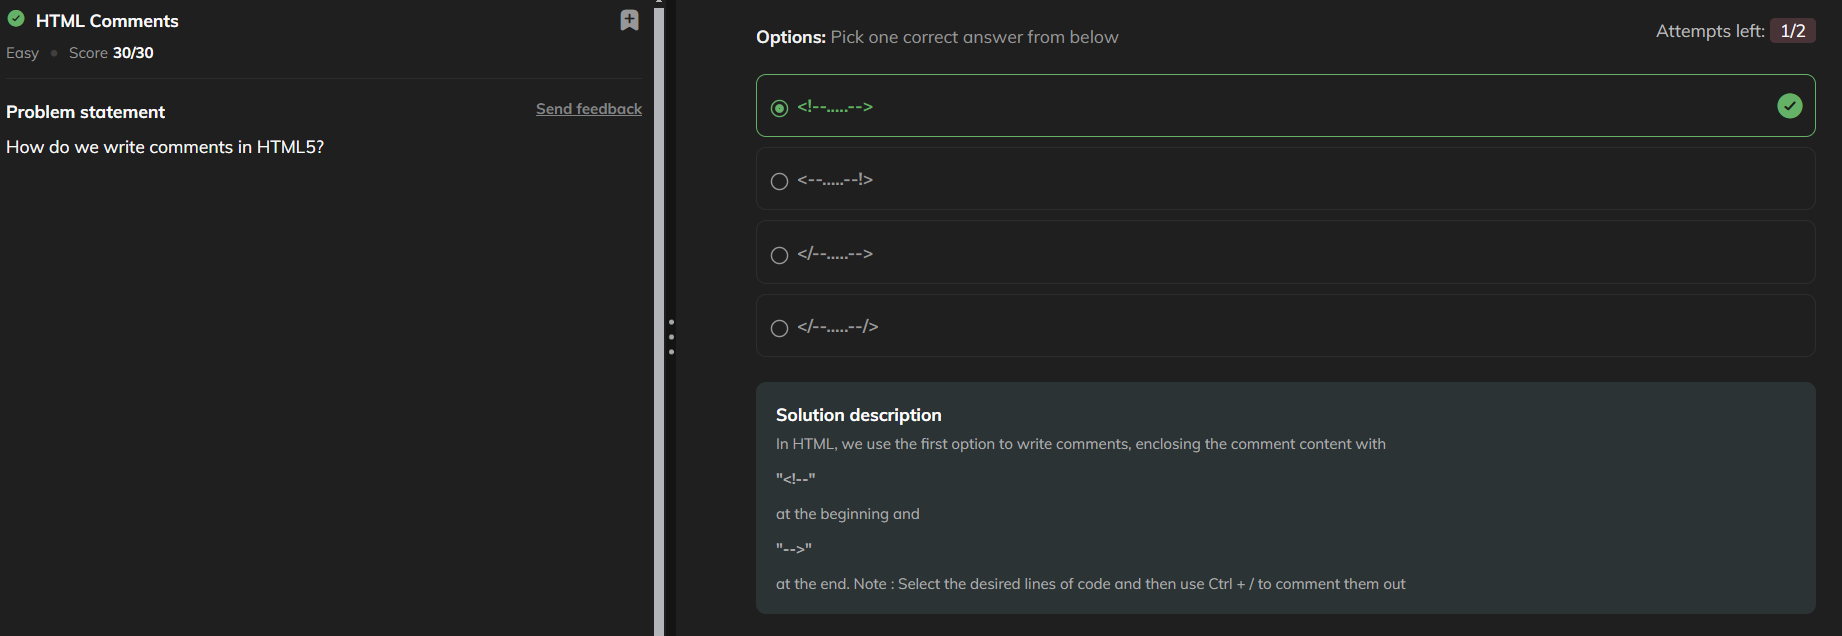 HTML Comments
Easy • Score 30/30
Problem statement
Send feedback
How do we write comments in HTML5?
Options: Pick one correct answer from below
Attempts left: 1/2
<!--.....-->
<--.....--!>
</--.....-->
</--.....--/>
Solution description
In HTML, we use the first option to write comments, enclosing the comment content with
"<!--"
at the beginning and
"-->"
at the end. Note : Select the desired lines of code and then use Ctrl + / to comment them out